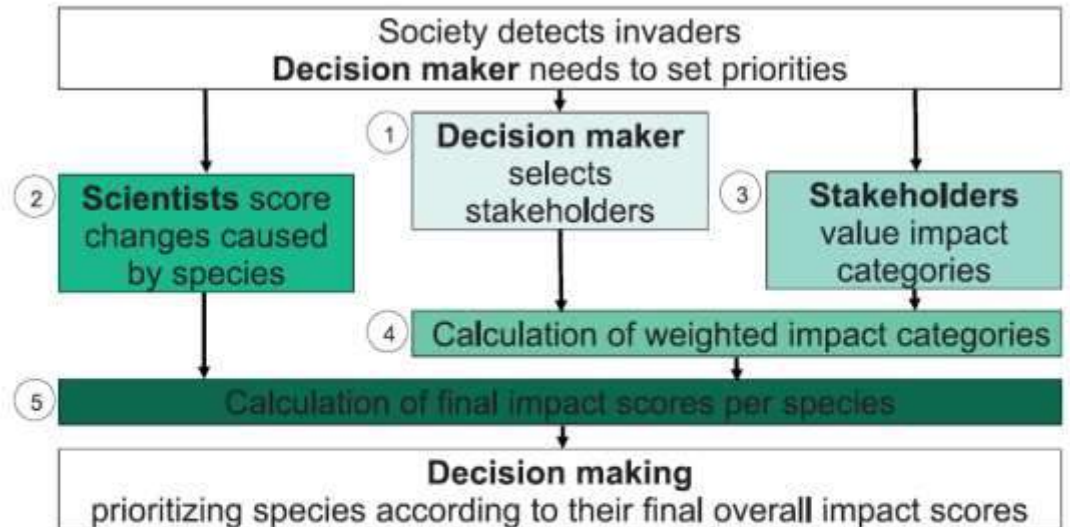 Society detects invaders
Decision maker needs to set priorities
1
Decision maker
selects
stakeholders
2
Scientists score
changes caused
by species
3
Stakeholders
value impact
categories
4
Calculation of weighted impact categories
5
Calculation of final impact scores per species
Decision making
prioritizing species according to their final overall impact scores